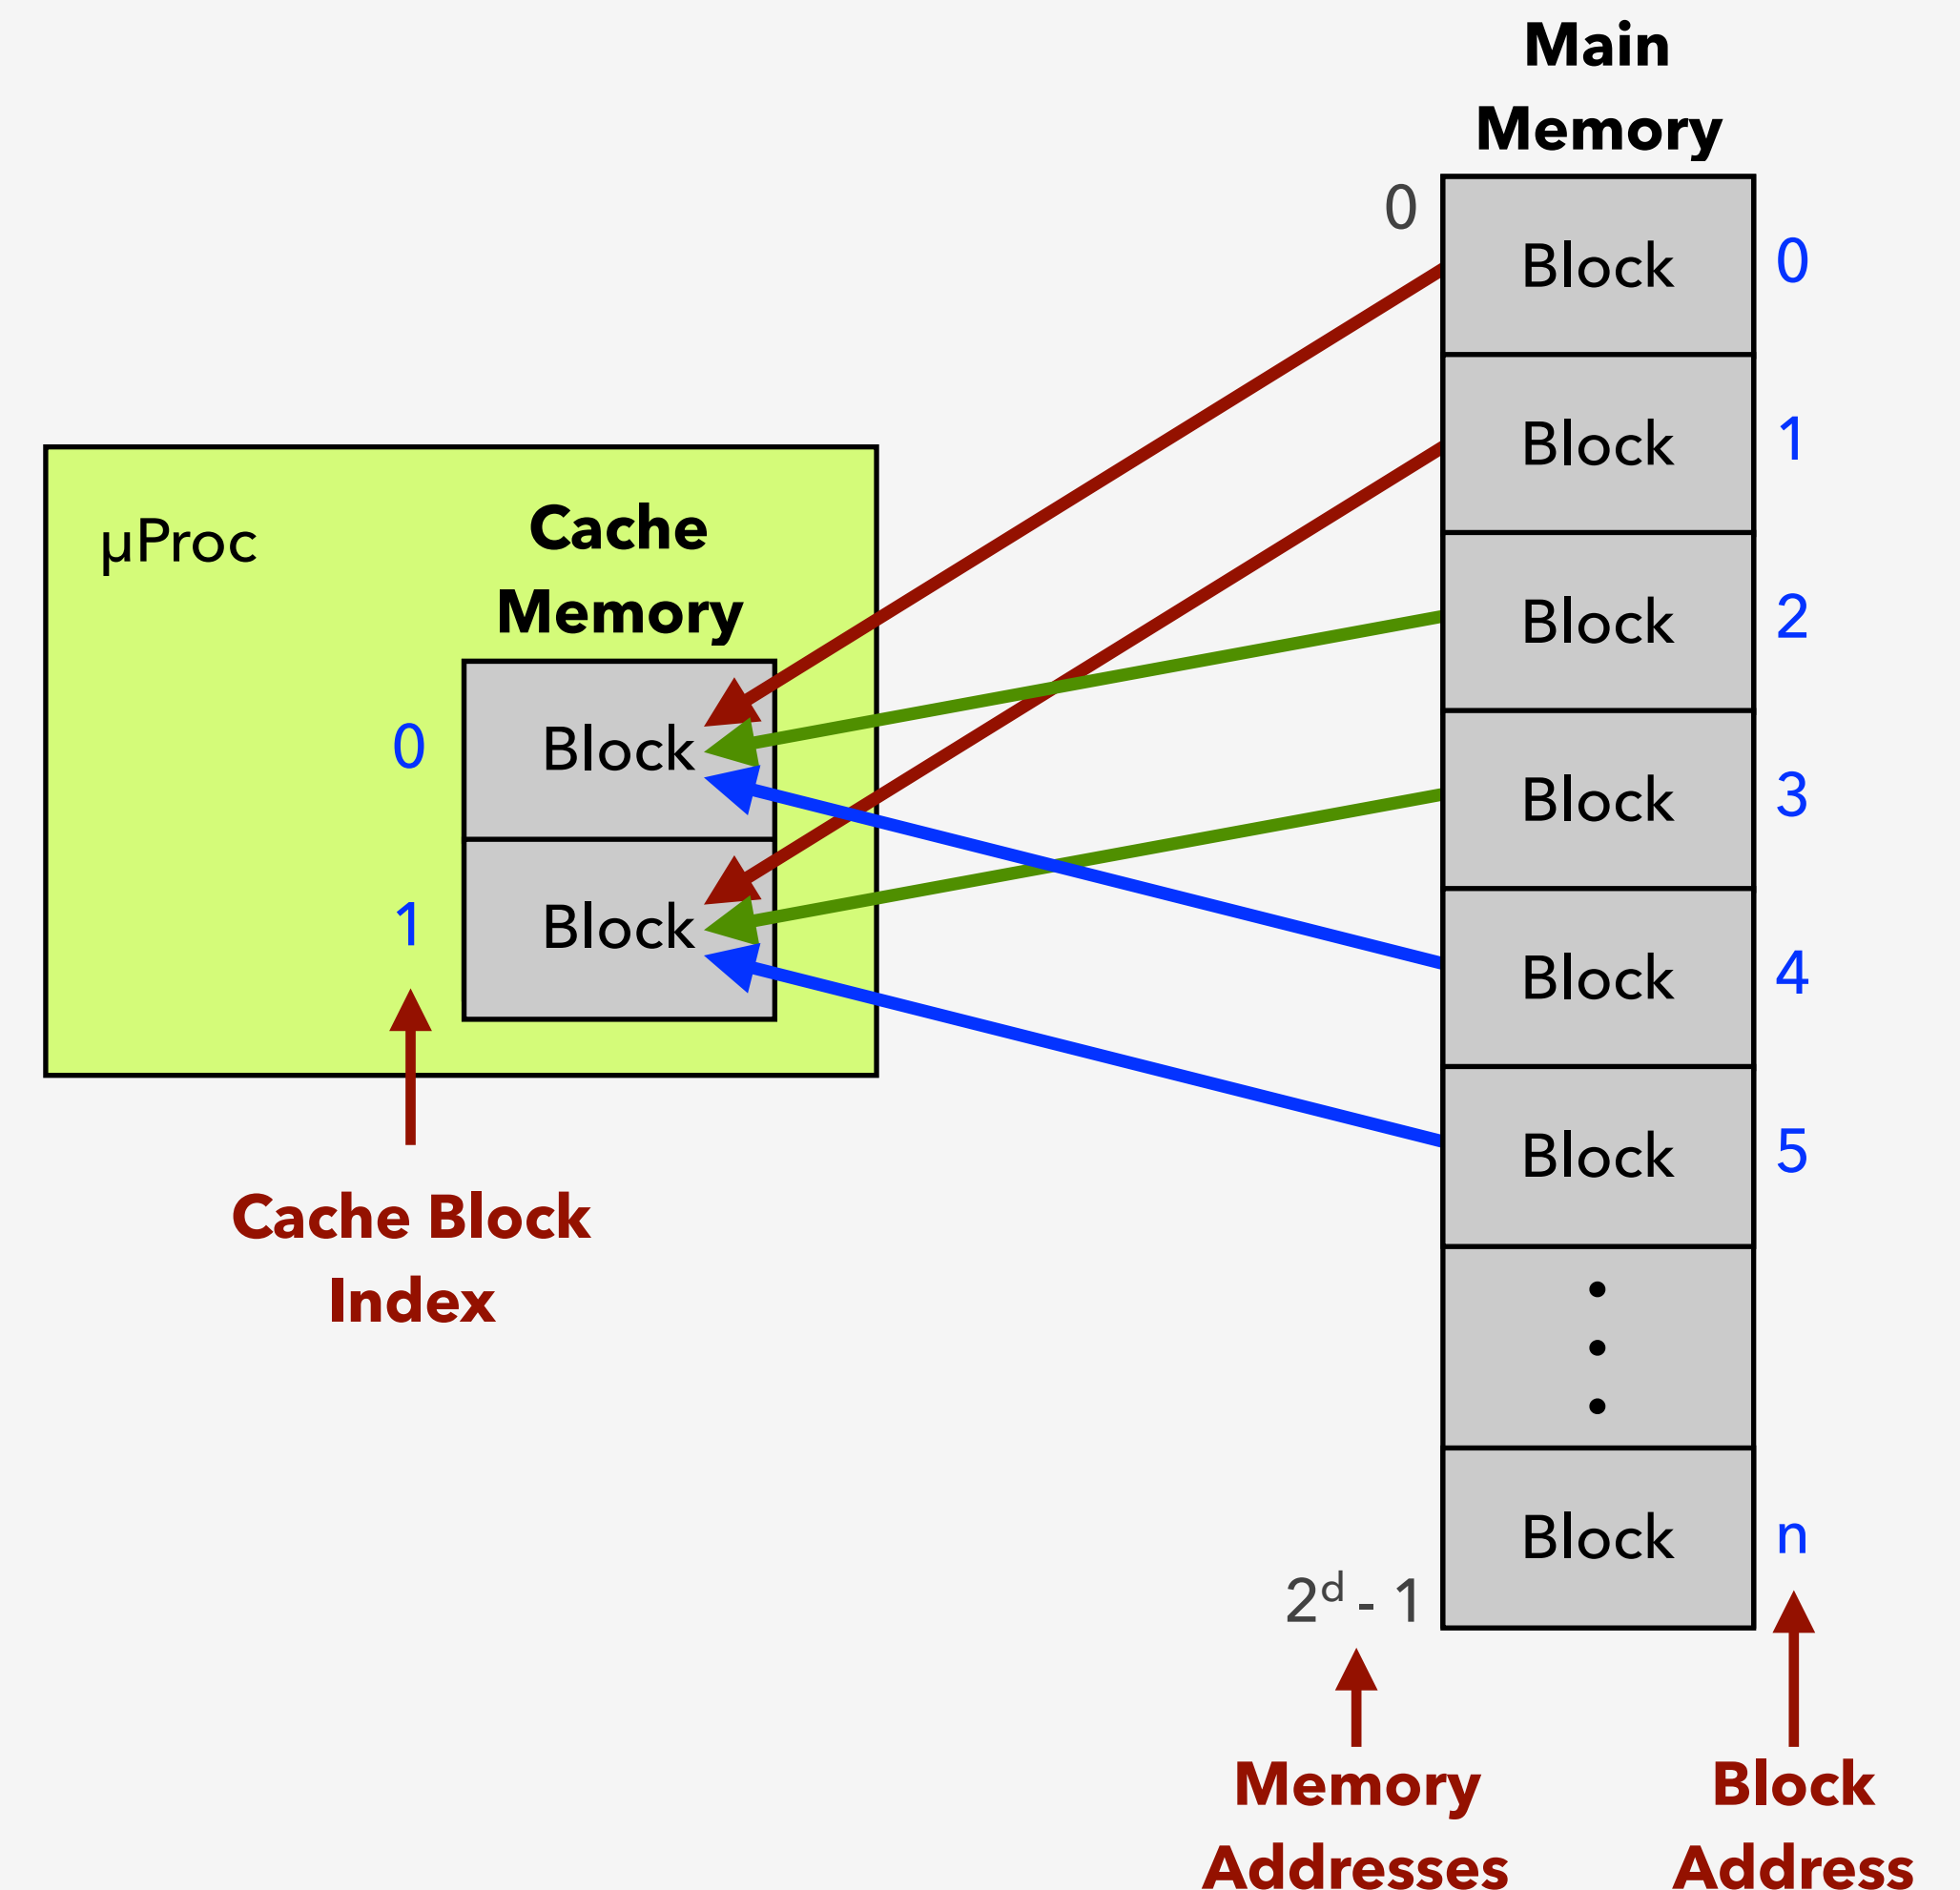 Main
Memory
0
Block
0
Block
1
µProc
Cache
Memory
Block
2
0
Block
Block
3
1
Block
Block
4
Block
5
Cache Block
Index
Block
n
2ᵈ - 1
Memory
Addresses
Block
Address